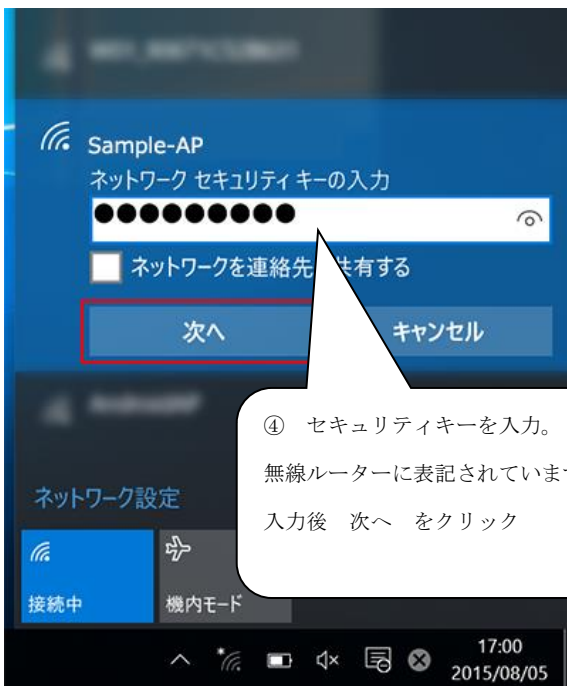 Sample-AP
ネットワーク セキュリティ キーの入力
●●●●●●●●●
ネットワークを連絡先 共有する
次へ
キャンセル
④ セキュリティキーを入力。
無線ルーターに表記されています
入力後 次へ をクリック
ネットワーク設定
接続中
機内モード
17:00
2015/08/05